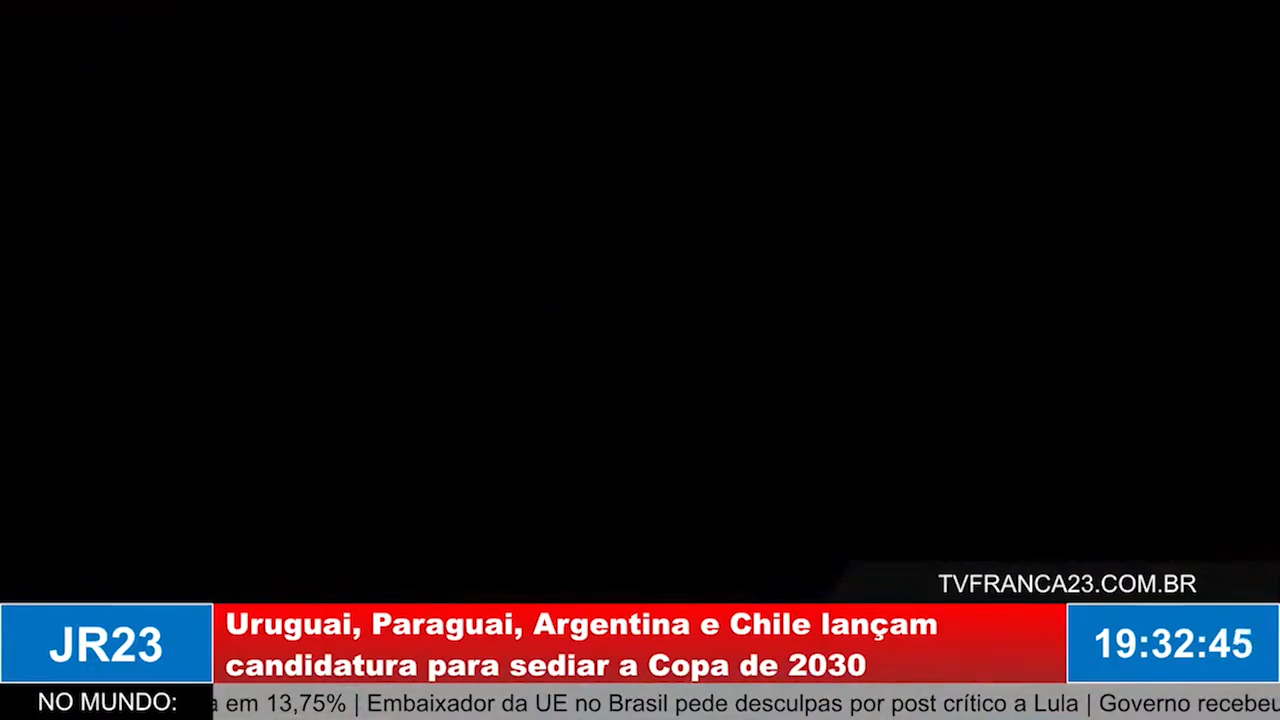 TVFRANCA23.COM.BR
JR23
Uruguai, Paraguai, Argentina e Chile lançam
candidatura para sediar a Copa de 2030
19:32:45
NO MUNDO:
em 13,75% | Embaixador da UE no Brasil pede desculpas por post crítico a Lula | Governo recebeu